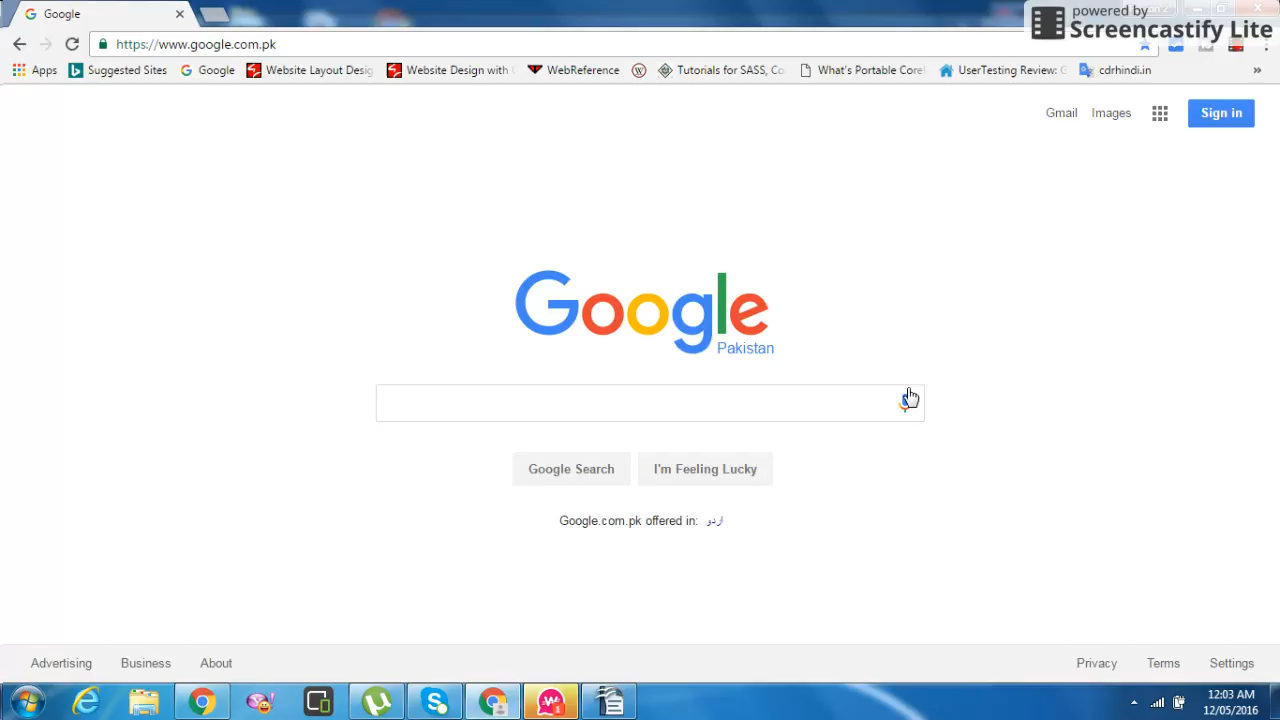 Google
powered by
Screencastify Lite
https://www.google.com.pk
Apps
Suggested Sites
Google
Website Layout Desi
Website Design with
WebReference
Tutorials for SASS, Co
What's Portable Corel
UserTesting Review: G
cdrhindi.in
»
Gmail
Images
Sign in
Google
Pakistan
Google Search
I'm Feeling Lucky
Google.com.pk offered in: اردو
Advertising
Business
About
Privacy
Terms
Settings
12:03 AM
12/05/2016